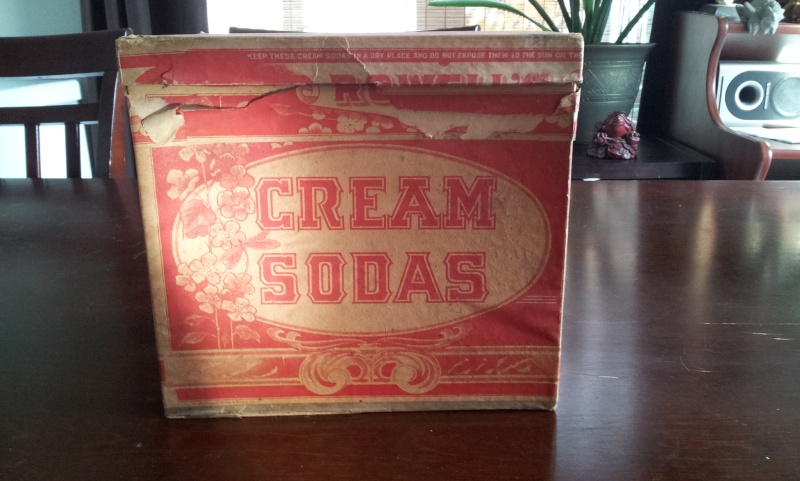 KEEP THESE CREAM SODAS IN A DRY PLACE AND DO NOT EXPOSE THEM TO THE SUN OR
CREAM
SODAS